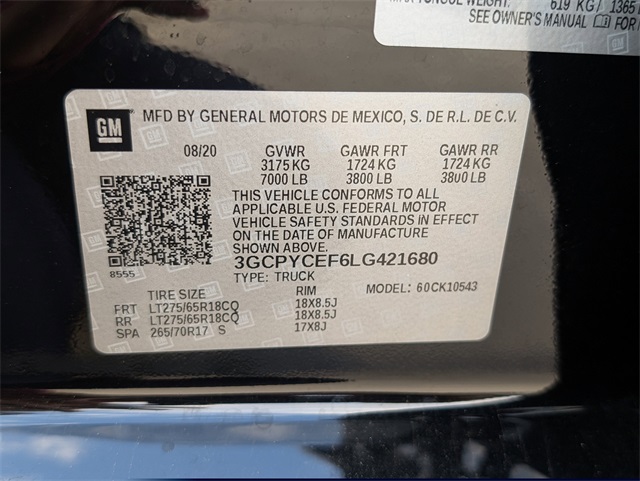 619 KG/ 1365
SEE OWNER'S MANUAL FOR
GM
MFD BY GENERAL MOTORS DE MEXICO, S. DE R.L. DE C.V.
08/20 GVWR GAWR FRT GAWR RR
3175 KG 1724 KG 1724 KG
7000 LB 3800 LB 3800 LB
THIS VEHICLE CONFORMS TO ALL
APPLICABLE U.S. FEDERAL MOTOR
VEHICLE SAFETY STANDARDS IN EFFECT
ON THE DATE OF MANUFACTURE
SHOWN ABOVE.
3GCPYCEF6LG421680
8555 TYPE: TRUCK
TIRE SIZE RIM MODEL: 60CK10543
FRT LT275/65R18CQ 18X8.5J
RR LT275/65R18CQ 18X8.5J
SPA 265/70R17 S 17X8J